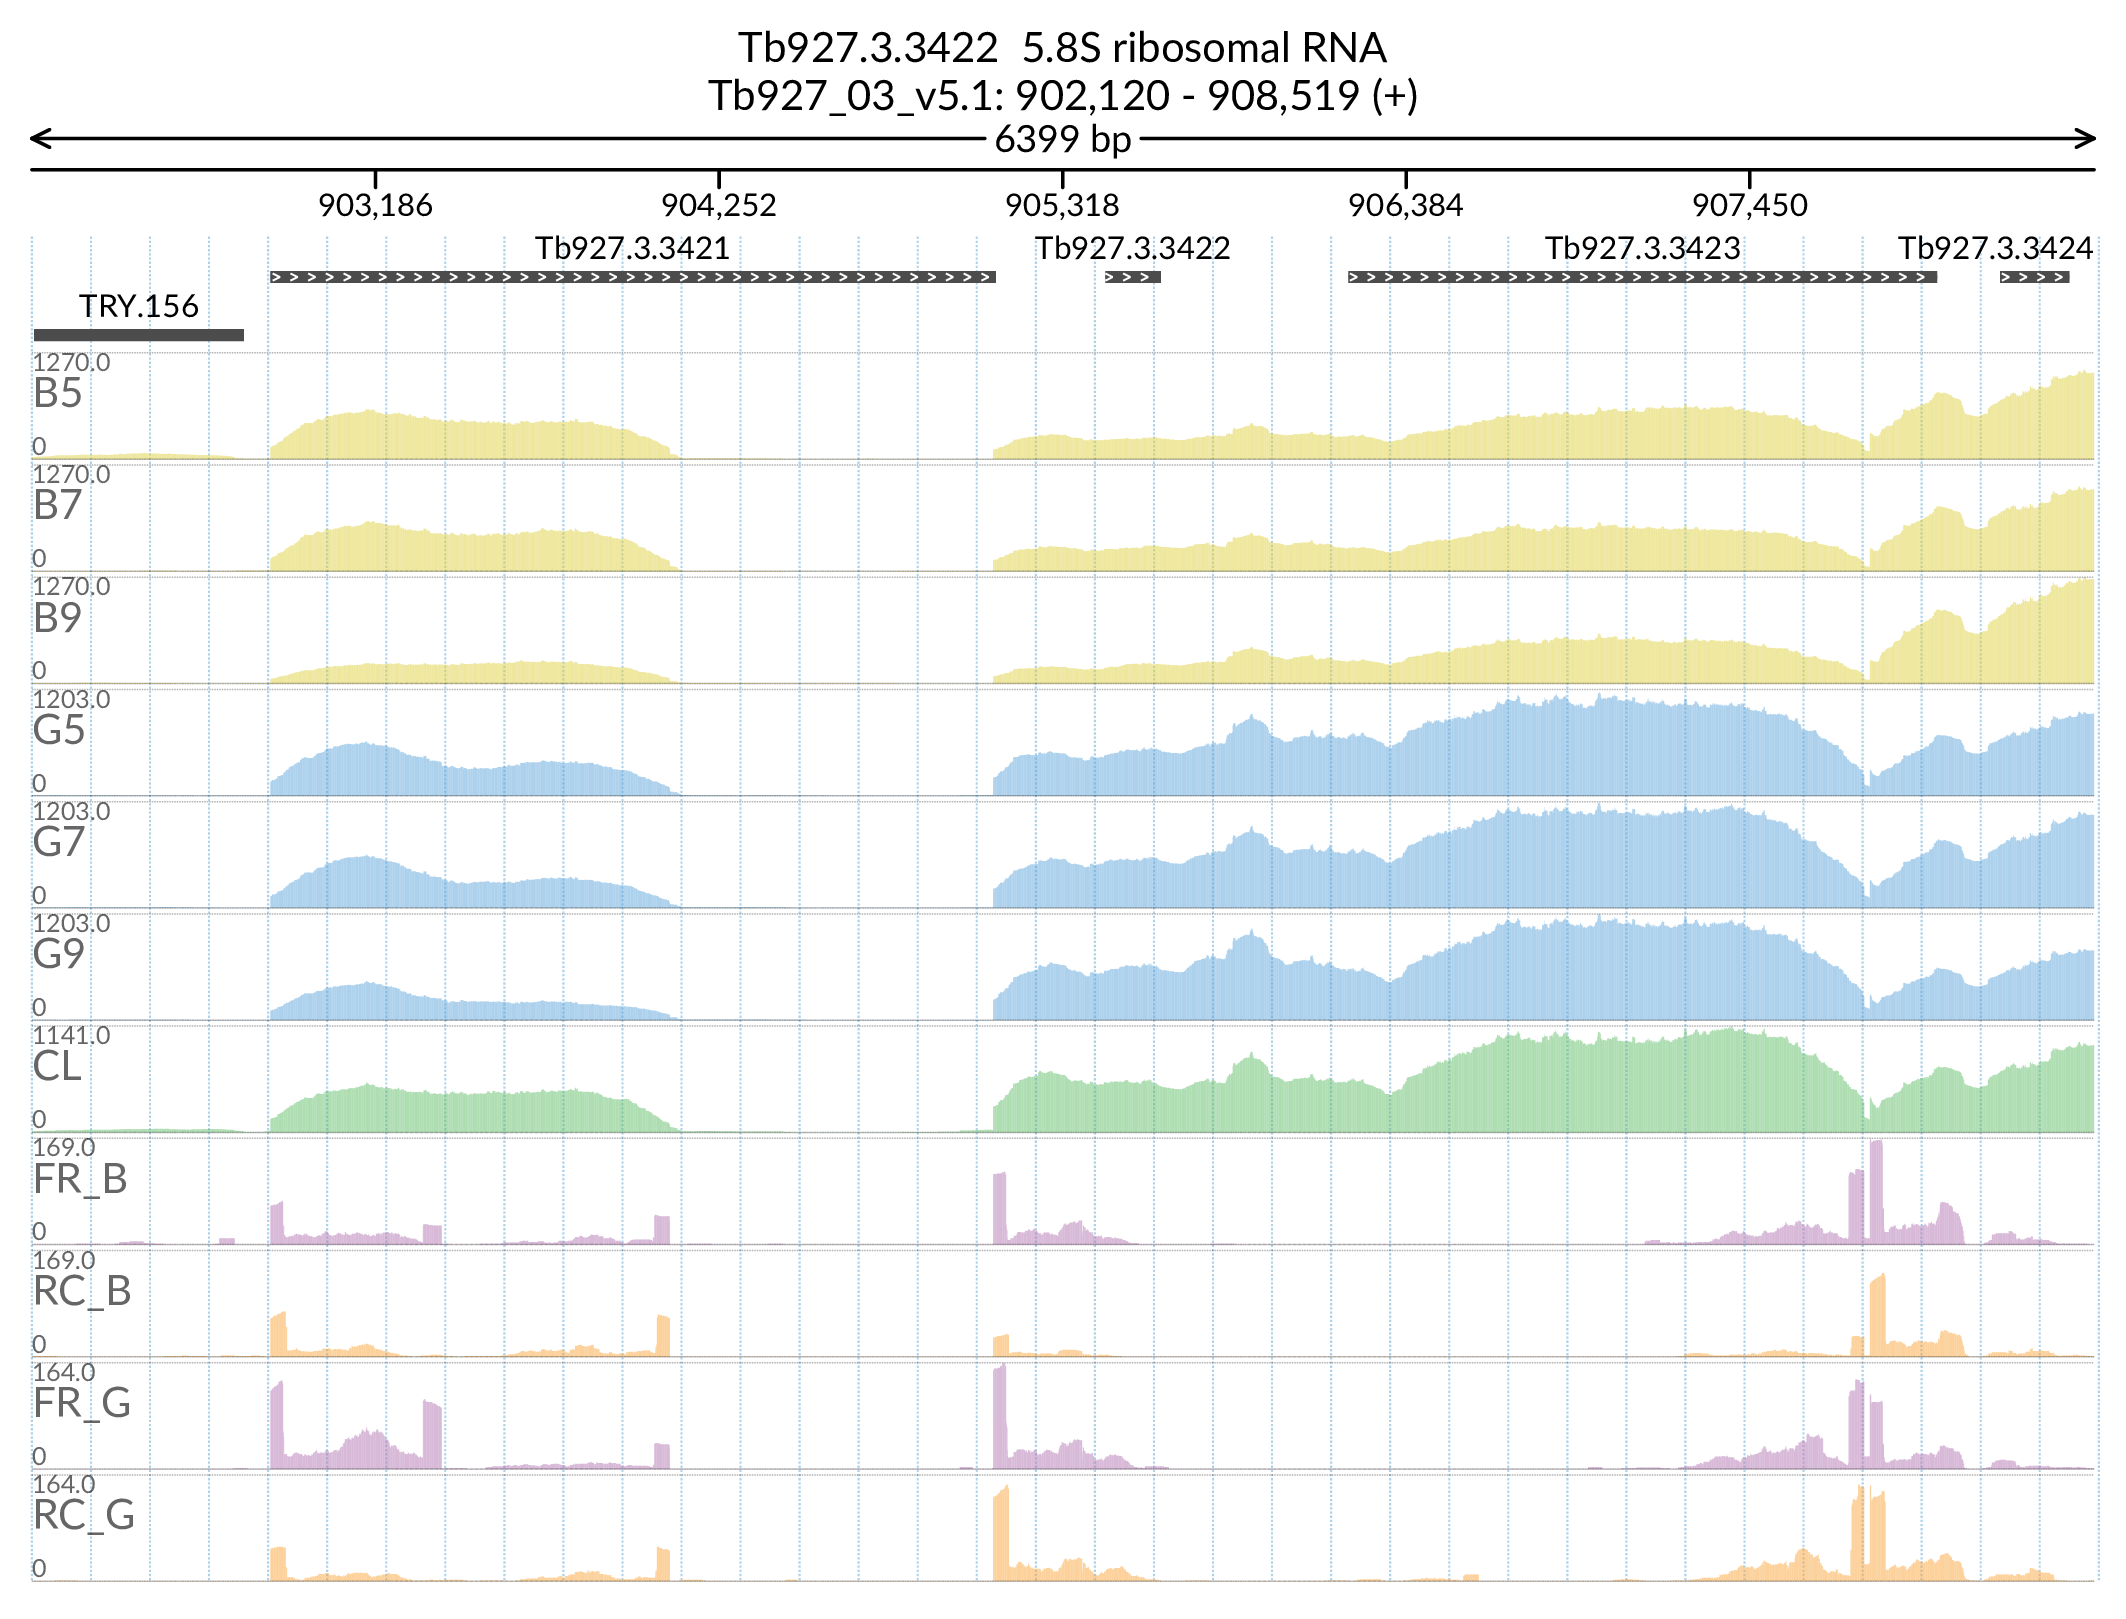 Tb927.3.3422  5.8S ribosomal RNA
Tb927_03_v5.1: 902,120 - 908,519 (+)
6399 bp
903,186 904,252 905,318 906,384 907,450
Tb927.3.3421 Tb927.3.3422 Tb927.3.3423 Tb927.3.3424
TRY.156
1270.0
B5
0
1270.0
B7
0
1270.0
B9
0
1203.0
G5
0
1203.0
G7
0
1203.0
G9
0
1141.0
CL
0
169.0
FR_B
0
169.0
RC_B
0
164.0
FR_G
0
164.0
RC_G
0